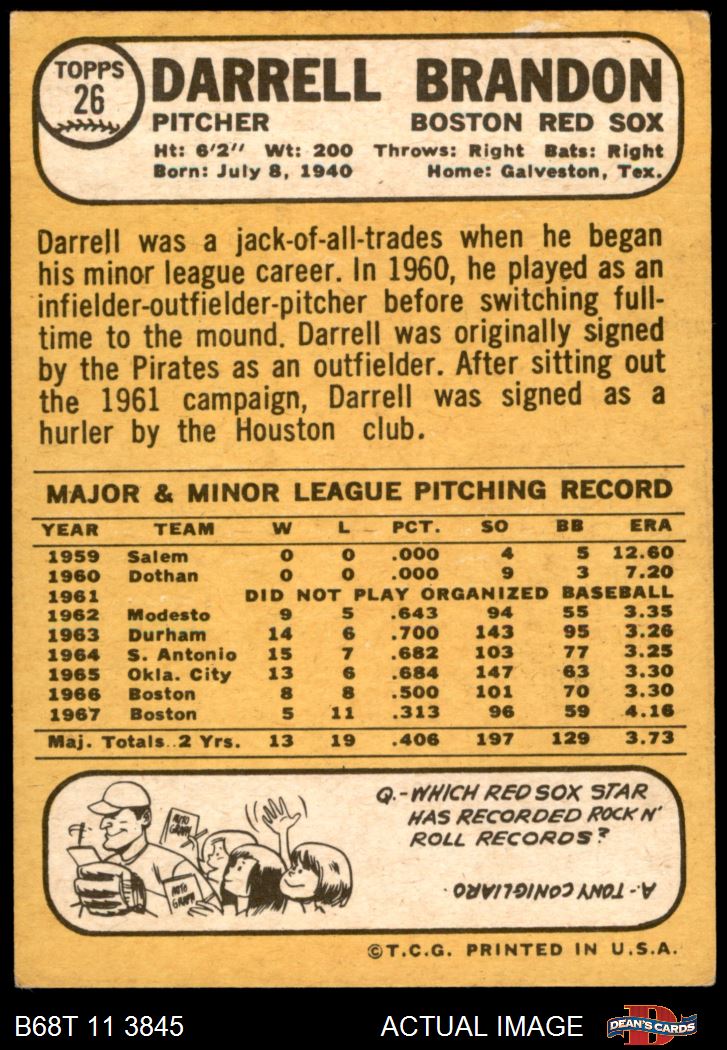 TOPPS
26
DARRELL BRANDON
PITCHER BOSTON RED SOX
Ht: 6'2" Wt: 200 Throws: Right Bats: Right
Born: July 8, 1940 Home: Galveston, Tex.
Darrell was a jack-of-all-trades when he began
his minor league career. In 1960, he played as an
infielder-outfielder-pitcher before switching full-
time to the mound. Darrell was originally signed
by the Pirates as an outfielder. After sitting out
the 1961 campaign, Darrell was signed as a
hurler by the Houston club.
MAJOR & MINOR LEAGUE PITCHING RECORD
YEAR TEAM W L PCT. SO BB ERA
1959 Salem 0 0 .000 4 5 12.60
1960 Dothan 0 0 .000 9 3 7.20
1961 DID NOT PLAY ORGANIZED BASEBALL
1962 Modesto 9 5 .643 94 55 3.35
1963 Durham 14 6 .700 143 95 3.26
1964 S. Antonio 15 7 .682 103 77 3.25
1965 Okla. City 13 6 .684 147 63 3.30
1966 Boston 8 8 .500 101 70 3.30
1967 Boston 5 11 .313 96 59 4.16
Maj. Totals..2 Yrs. 13 19 .406 197 129 3.73
AUTO
GRAPH
AUTO
GRAPH
Q.-WHICH RED SOX STAR
HAS RECORDED ROCK N'
ROLL RECORDS?
A.-TONY CONIGLIARO.
©T.C.G. PRINTED IN U.S.A.
B68T 11 3845 ACTUAL IMAGE
D
DEAN'S CARDS